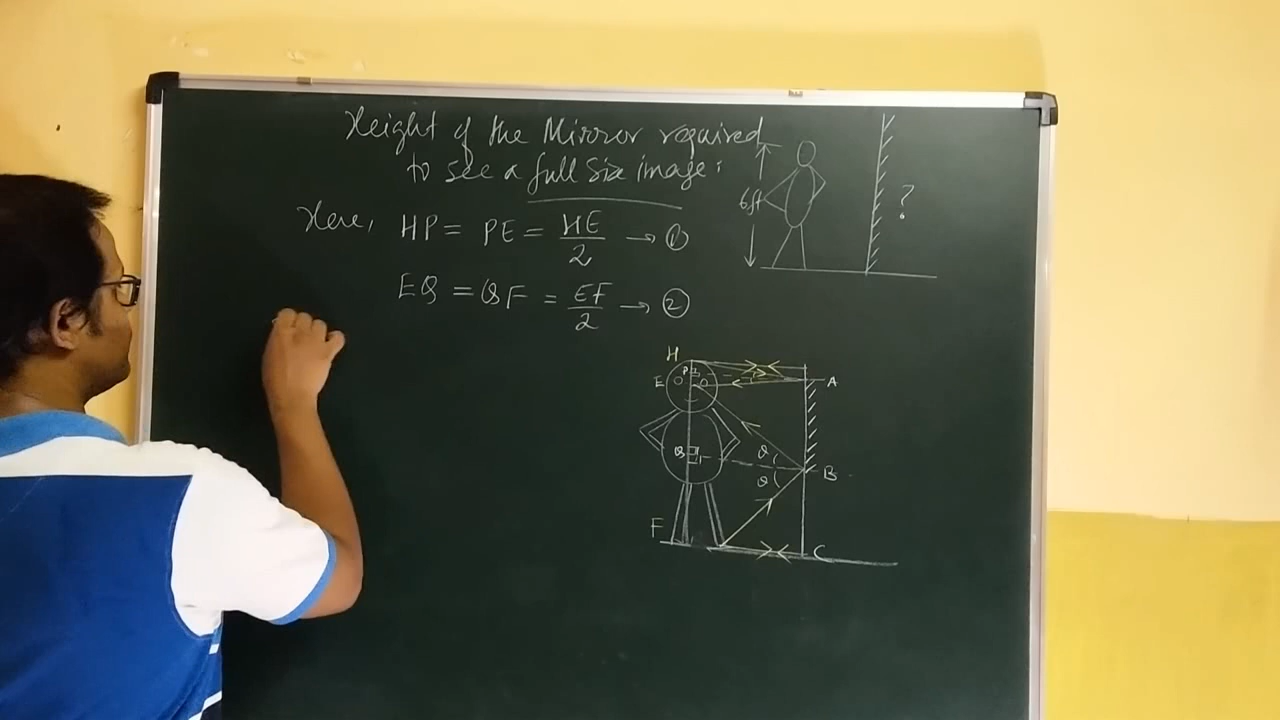 Height of the Mirror required
to see a full Size image:
Here, HP = PE = HE/2 → ①
EQ = QF = EF/2 → ②
6ft
?
H
P
E
A
Q
θ
B
θ
F
C